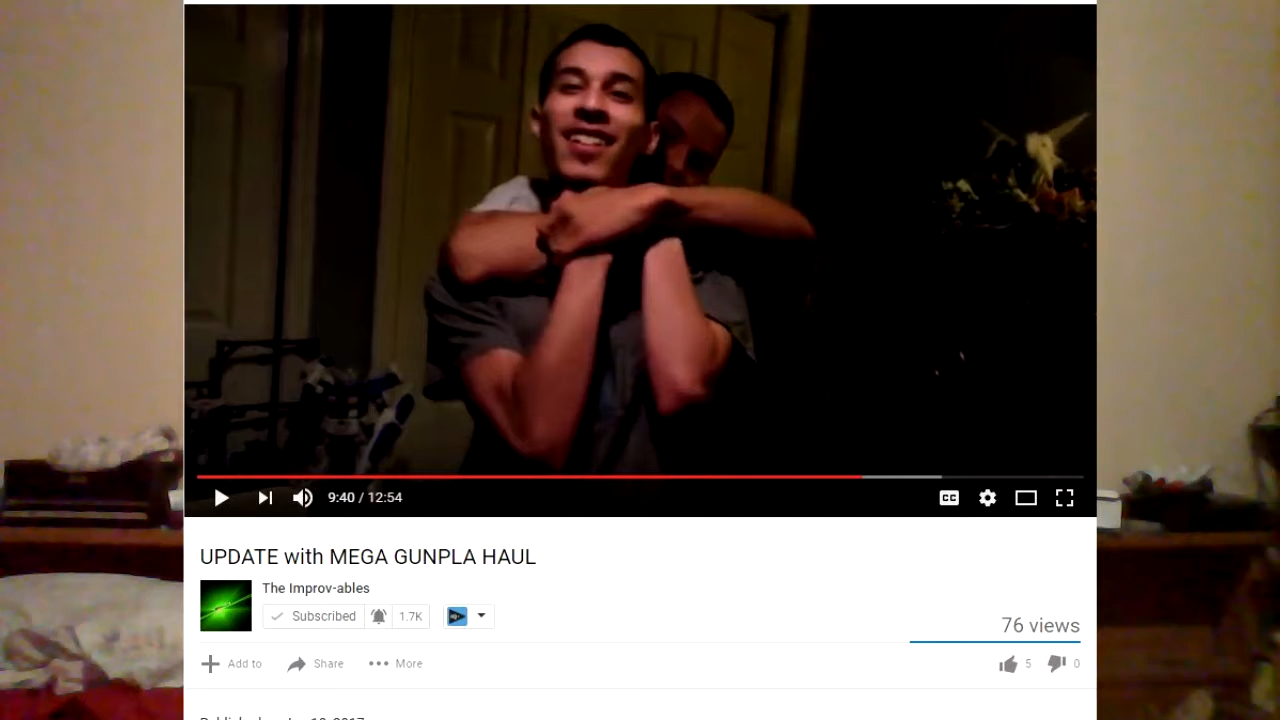 9:40 / 12:54
CC
UPDATE with MEGA GUNPLA HAUL
The Improv-ables
Subscribed 1.7K
76 views
Add to Share More
5 0